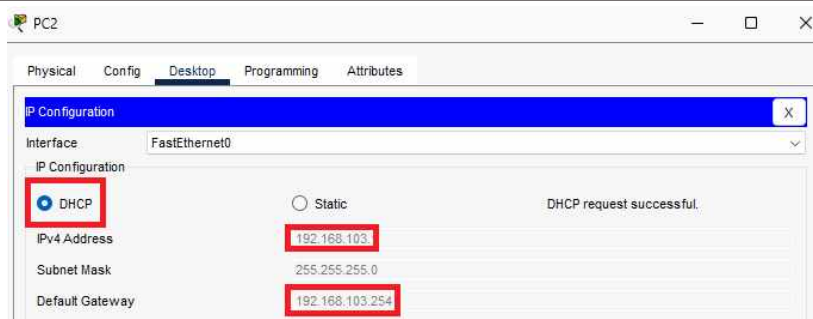 PC2
Physical Config Desktop Programming Attributes
IP Configuration X
Interface FastEthernet0
IP Configuration
DHCP Static DHCP request successful.
IPv4 Address 192.168.103.
Subnet Mask 255.255.255.0
Default Gateway 192.168.103.254